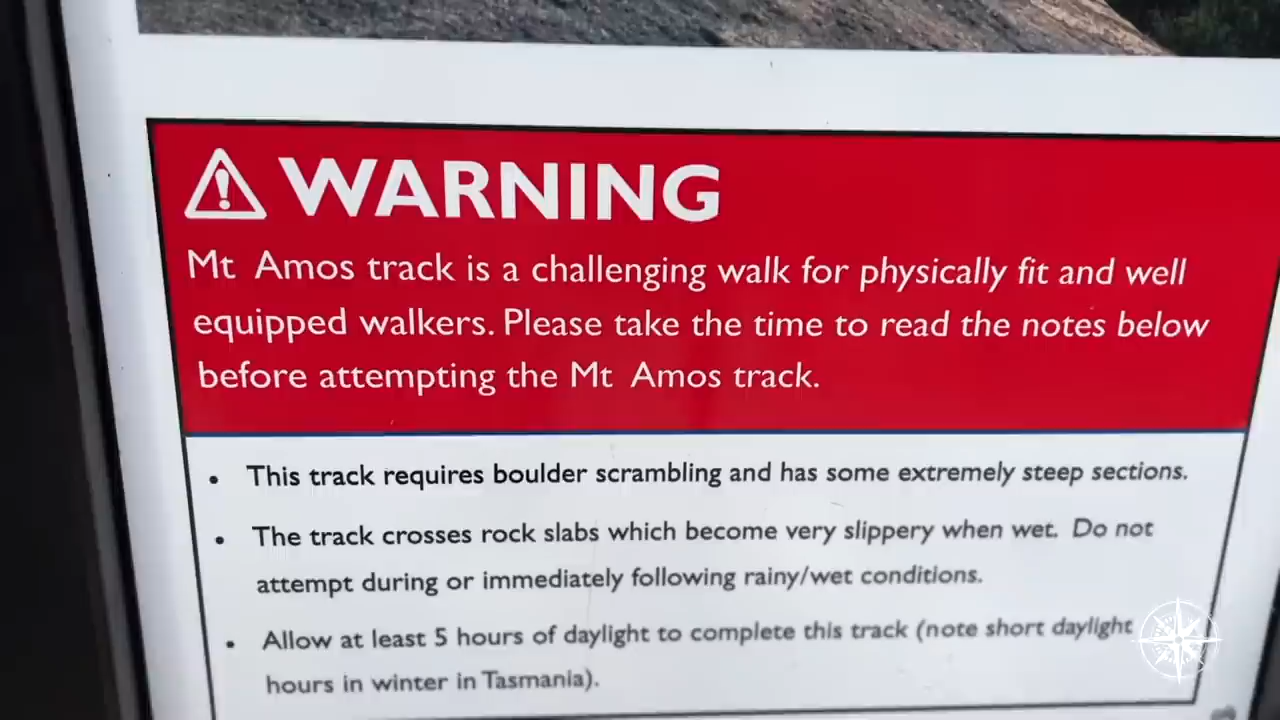 WARNING
Mt Amos track is a challenging walk for physically fit and well
equipped walkers. Please take the time to read the notes below
before attempting the Mt Amos track.
• This track requires boulder scrambling and has some extremely steep sections.
• The track crosses rock slabs which become very slippery when wet. Do not
attempt during or immediately following rainy/wet conditions.
• Allow at least 5 hours of daylight to complete this track (note short daylight
hours in winter in Tasmania).